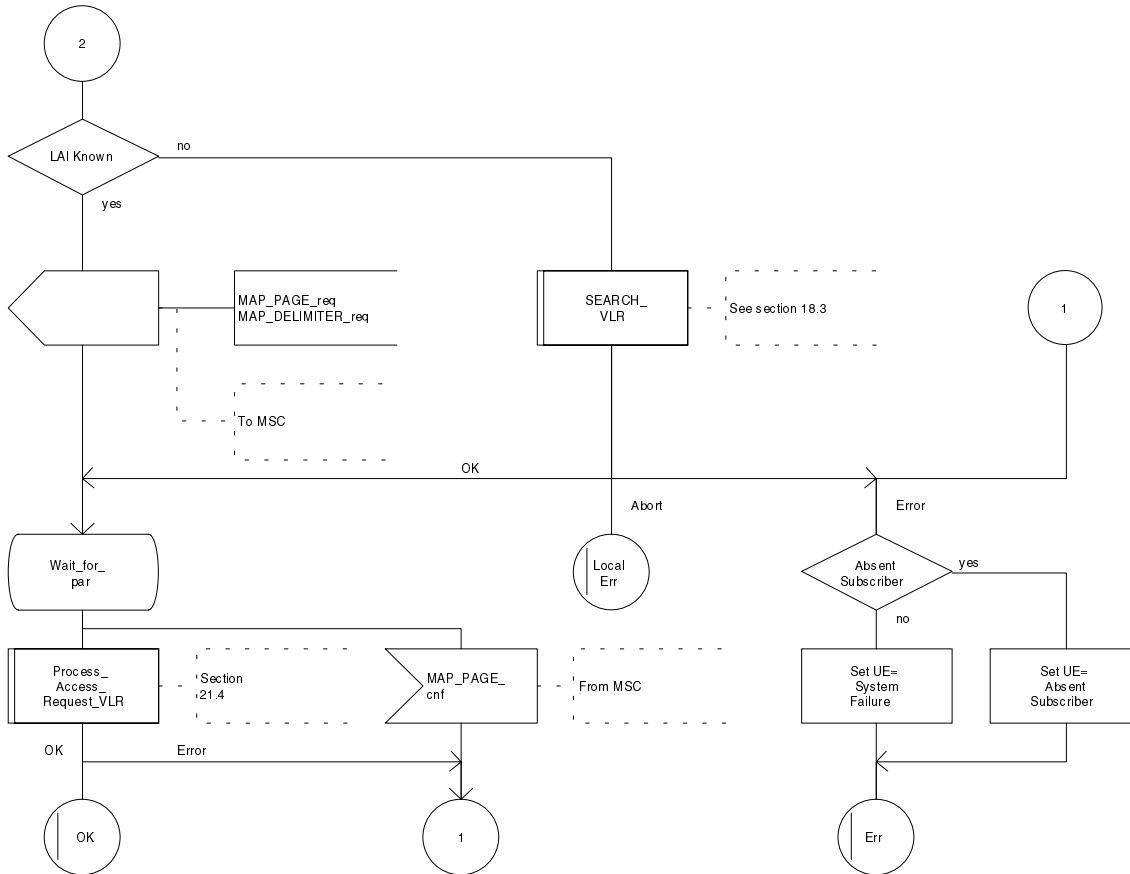 2
LAI Known
no
yes
MAP_PAGE_req
MAP_DELIMITER_req
SEARCH_
VLR
See section 18.3
1
To MSC
OK
Abort
Error
Wait_for_
par
Local
Err
Absent
Subscriber
yes
no
Process_
Access_
Request_VLR
Section
21.4
MAP_PAGE_
cnf
From MSC
Set UE=
System
Failure
Set UE=
Absent
Subscriber
OK
Error
OK
1
Err